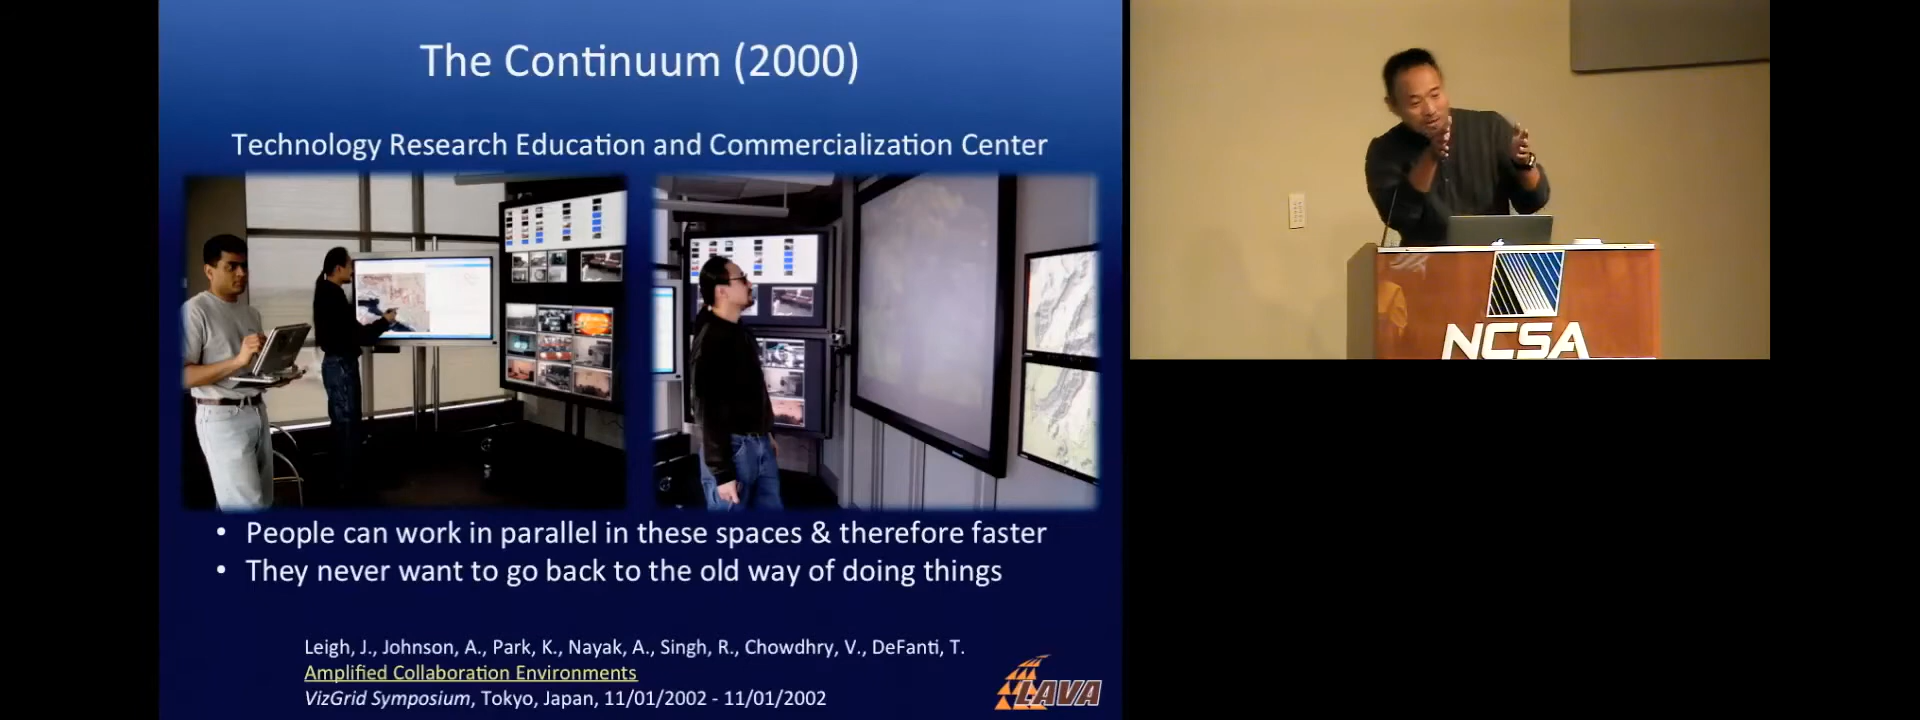 The Continuum (2000)
Technology Research Education and Commercialization Center
• People can work in parallel in these spaces & therefore faster
• They never want to go back to the old way of doing things
Leigh, J., Johnson, A., Park, K., Nayak, A., Singh, R., Chowdhry, V., DeFanti, T.
Amplified Collaboration Environments
VizGrid Symposium, Tokyo, Japan, 11/01/2002 - 11/01/2002
LAVA
NCSA